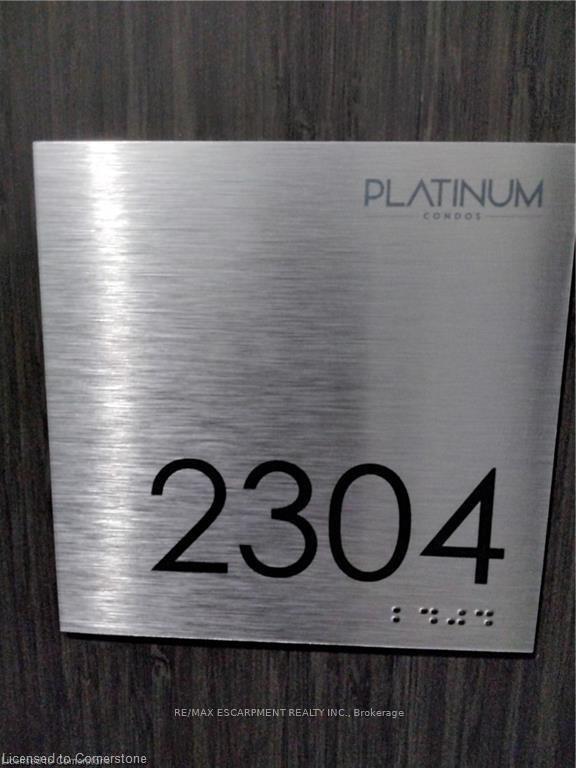 PLATINUM
CONDOS
2304
RE/MAX ESCARPMENT REALTY INC., Brokerage
Licensed to Cornerstone